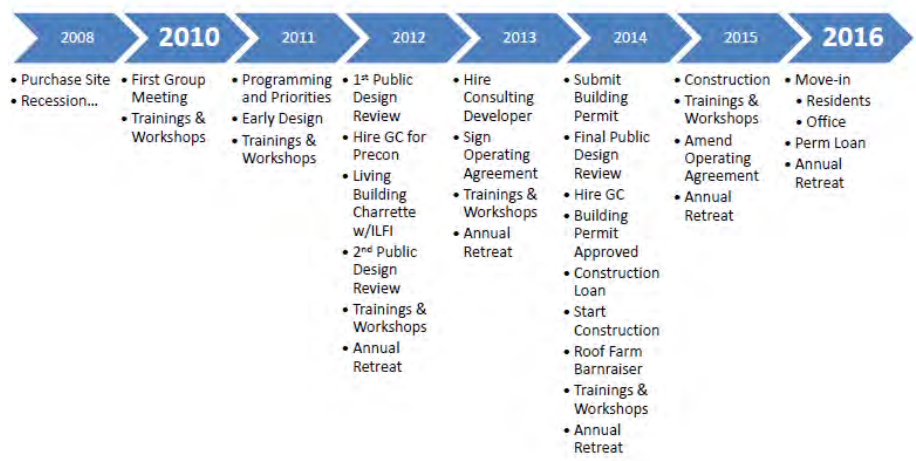 2008
2010
2011
2012
2013
2014
2015
2016
• Purchase Site
• Recession...
• First Group
Meeting
• Trainings &
Workshops
• Programming
and Priorities
• Early Design
• Trainings &
Workshops
• 1st Public
Design
Review
• Hire GC for
Precon
• Living
Building
Charrette
w/ILFI
• 2nd Public
Design
Review
• Trainings &
Workshops
• Annual
Retreat
• Hire
Consulting
Developer
• Sign
Operating
Agreement
• Trainings &
Workshops
• Annual
Retreat
• Submit
Building
Permit
• Final Public
Design
Review
• Hire GC
• Building
Permit
Approved
• Construction
Loan
• Start
Construction
• Roof Farm
Barnraiser
• Trainings &
Workshops
• Annual
Retreat
• Construction
• Trainings &
Workshops
• Amend
Operating
Agreement
• Annual
Retreat
• Move-in
• Residents
• Office
• Perm Loan
• Annual
Retreat